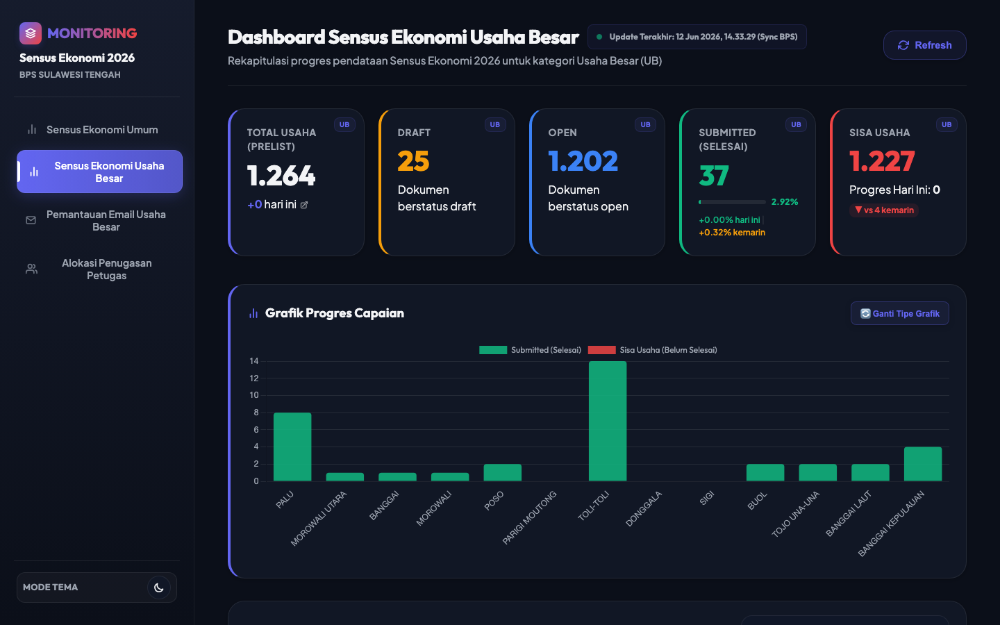 MONITORING
Sensus Ekonomi 2026
BPS SULAWESI TENGAH
Sensus Ekonomi Umum
Sensus Ekonomi Usaha
Besar
Pemantauan Email Usaha
Besar
Alokasi Penugasan
Petugas
MODE TEMA
Dashboard Sensus Ekonomi Usaha Besar
Update Terakhir: 12 Jun 2026, 14.33.29 (Sync BPS)
Rekapitulasi progres pendataan Sensus Ekonomi 2026 untuk kategori Usaha Besar (UB)
Refresh
UB
TOTAL USAHA
(PRELIST)
1.264
+0 hari ini
UB
DRAFT
25
Dokumen
berstatus draft
UB
OPEN
1.202
Dokumen
berstatus open
UB
SUBMITTED
(SELESAI)
37
2.92%
+0.00% hari ini |
+0.32% kemarin
UB
SISA USAHA
1.227
Progres Hari Ini: 0
▼ vs 4 kemarin
Grafik Progres Capaian
Ganti Tipe Grafik
Submitted (Selesai)
Sisa Usaha (Belum Selesai)
14
12
10
8
6
4
2
0
PALU
MOROWALI UTARA
BANGGAI
MOROWALI
POSO
PARIGI MOUTONG
TOLI-TOLI
DONGGALA
SIGI
BUOL
TOJO UNA-UNA
BANGGAI LAUT
BANGGAI KEPULAUAN